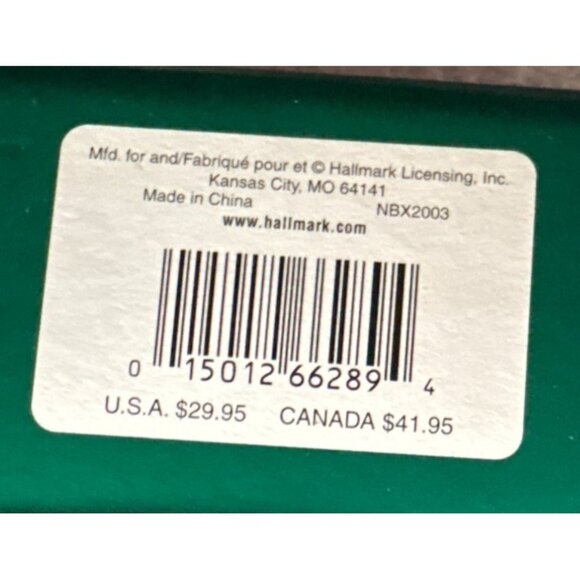 Mfd. for and/Fabriqué pour et © Hallmark Licensing, Inc.
Kansas City, MO 64141
Made in China NBX2003
www.hallmark.com
0 15012 66289 4
U.S.A. $29.95 CANADA $41.95